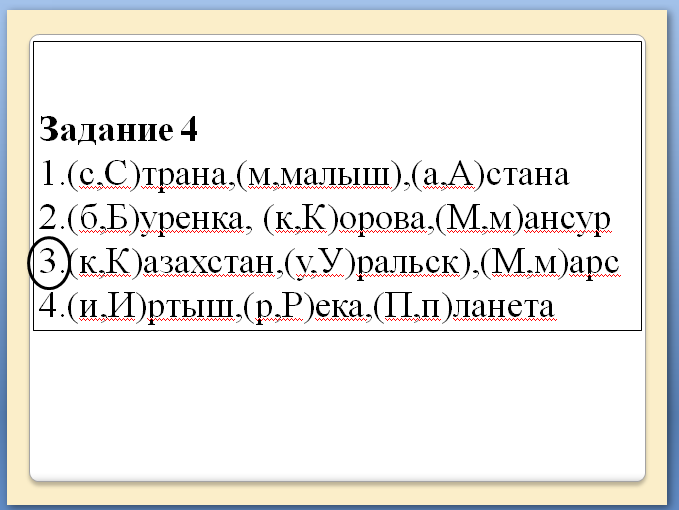 Задание 4
1.(с,С)трана,(м,малыш),(а,А)стана
2.(б,Б)уренка, (к,К)орова,(М,м)ансур
3.(к,К)азахстан,(у,У)ральск),(М,м)арс
4.(и,И)ртыш,(р,Р)ека,(П,п)ланета